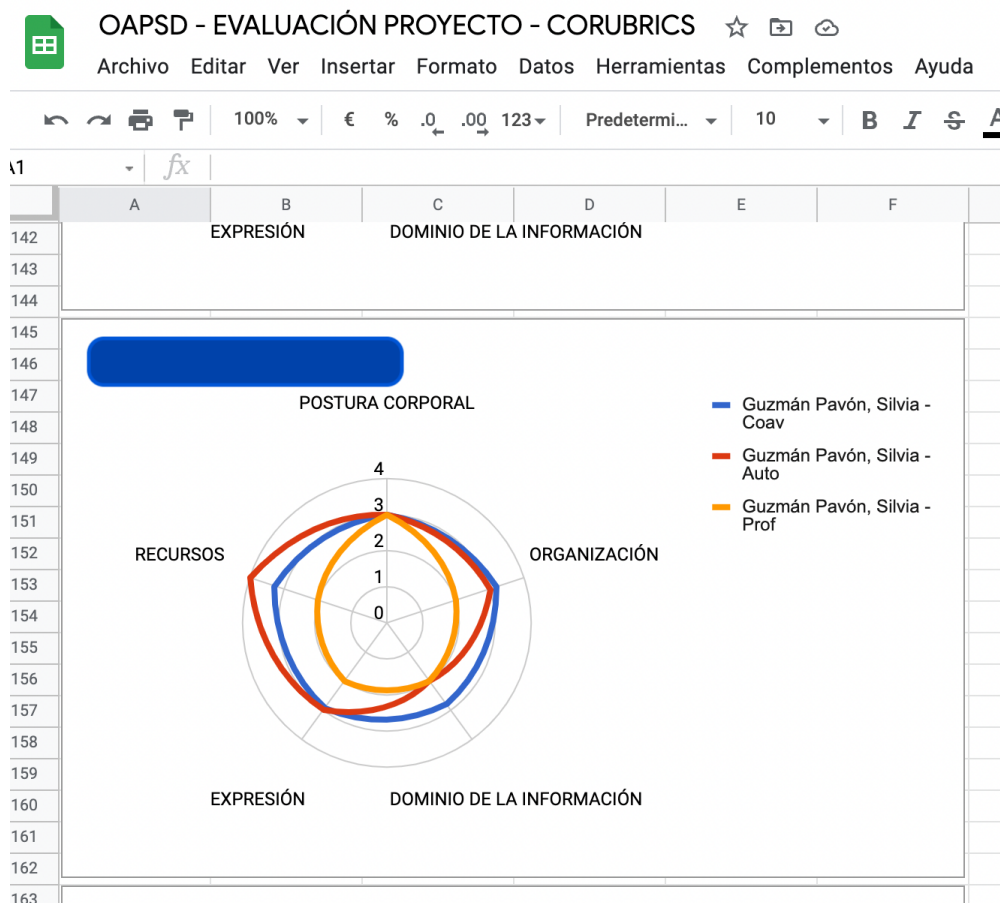 OAPSD - EVALUACIÓN PROYECTO - CORUBRICS
Archivo Editar Ver Insertar Formato Datos Herramientas Complementos Ayuda
100% € % .0 .00 123 Predetermi... 10 B I S A
A1 fx
A B C D E F
142
EXPRESIÓN DOMINIO DE LA INFORMACIÓN
143
144
145
146
147
POSTURA CORPORAL
Guzmán Pavón, Silvia -
Coav
148
149
Guzmán Pavón, Silvia -
Auto
4
150
3
151
Guzmán Pavón, Silvia -
Prof
2
152
RECURSOS
ORGANIZACIÓN
1
153
0
154
155
156
157
158
159
160
EXPRESIÓN DOMINIO DE LA INFORMACIÓN
161
162
163